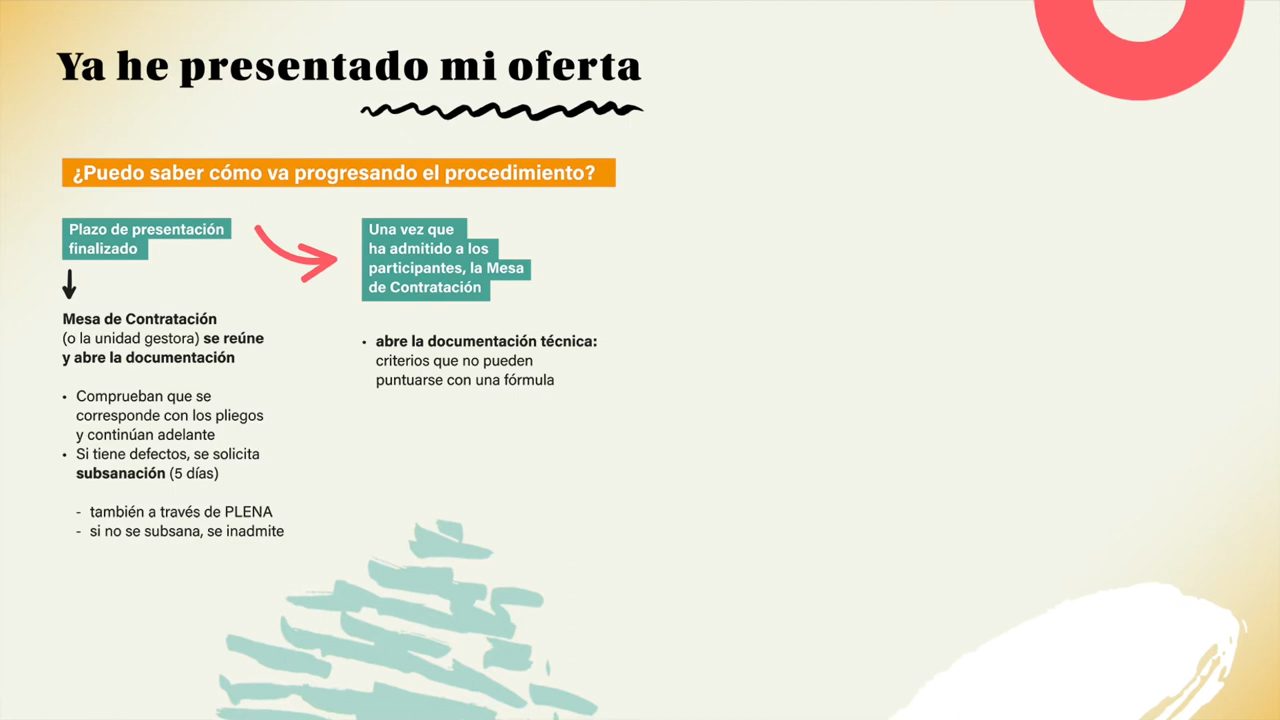 Ya he presentado mi oferta
¿Puedo saber cómo va progresando el procedimiento?
Plazo de presentación
finalizado
Mesa de Contratación
(o la unidad gestora) se reúne
y abre la documentación
• Comprueban que se
corresponde con los pliegos
y continúan adelante
• Si tiene defectos, se solicita
subsanación (5 días)
- también a través de PLENA
- si no se subsana, se inadmite
Una vez que
ha admitido a los
participantes, la Mesa
de Contratación
• abre la documentación técnica:
criterios que no pueden
puntuarse con una fórmula